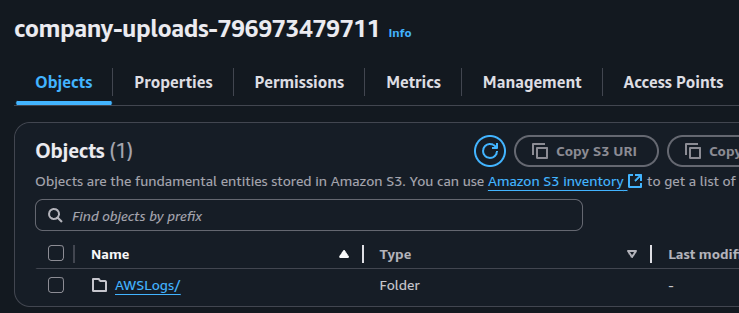 company-uploads-796973479711 Info
Objects Properties Permissions Metrics Management Access Points
Objects (1) Copy S3 URI Copy
Objects are the fundamental entities stored in Amazon S3. You can use Amazon S3 inventory to get a list of
Find objects by prefix
Name Type Last modif
AWSLogs/ Folder -